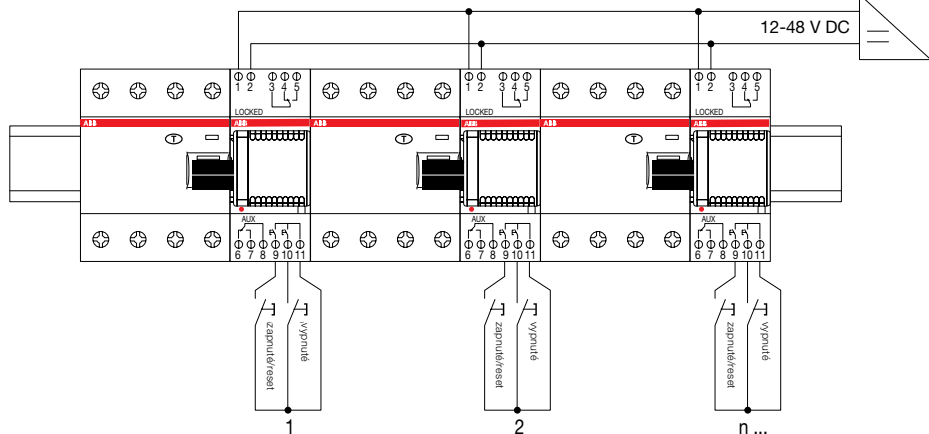 12-48 V DC
1 2 3 4 5
1 2 3 4 5
1 2 3 4 5
LOCKED
LOCKED
LOCKED
ABB
ABB
ABB
ABB
ABB
ABB
T
T
T
AUX
AUX
AUX
6 7 8 9 10 11
6 7 8 9 10 11
6 7 8 9 10 11
zapnuté/reset
vypnuté
zapnuté/reset
vypnuté
zapnuté/reset
vypnuté
1
2
n ...